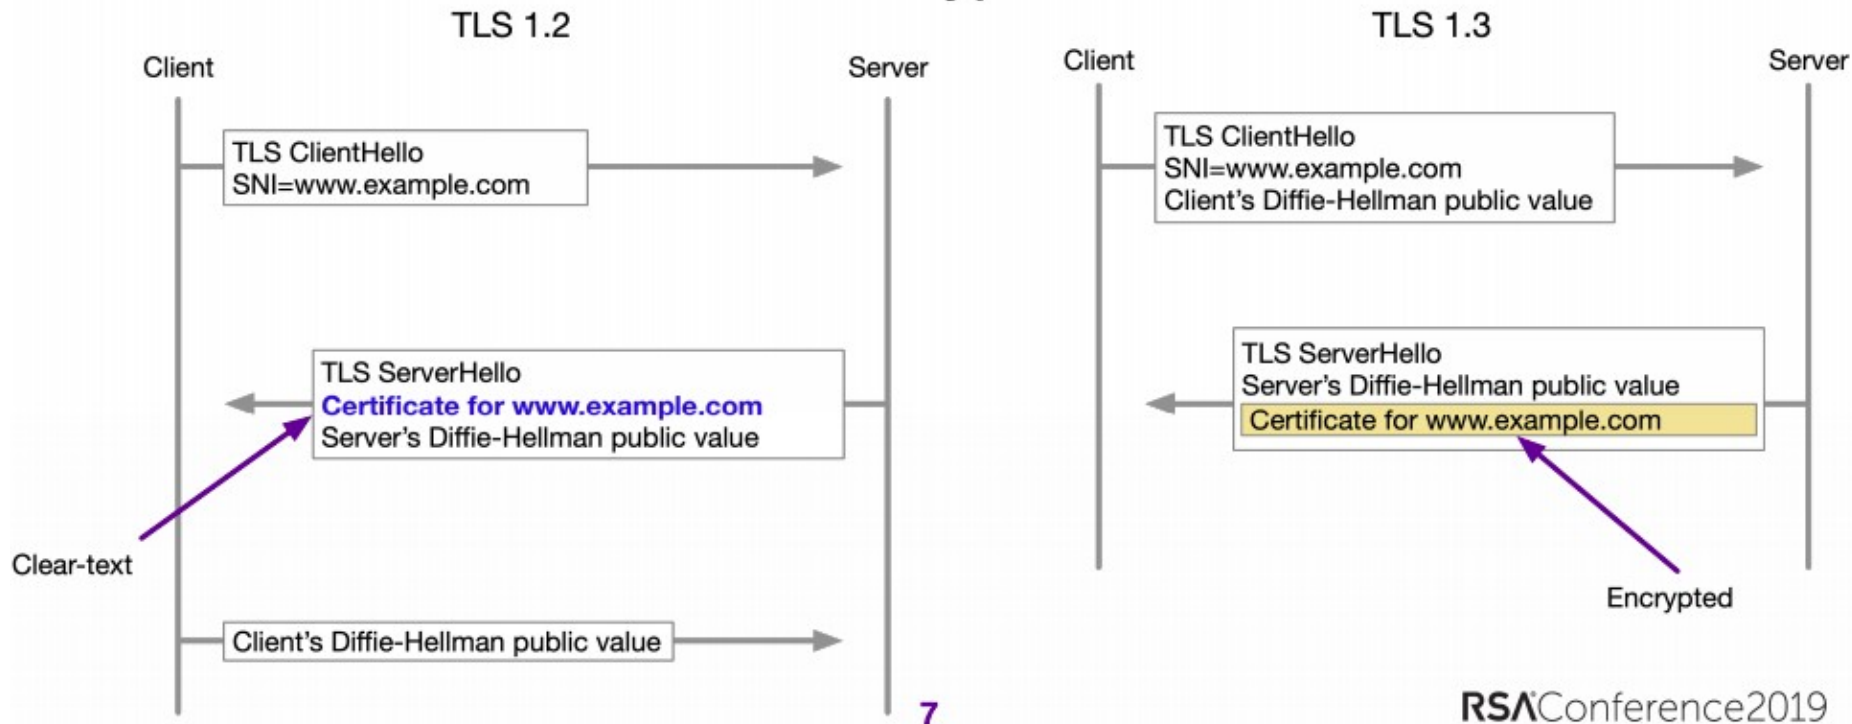 TLS 1.2
Client
Server
TLS ClientHello
SNI=www.example.com
TLS ServerHello
Certificate for www.example.com
Server's Diffie-Hellman public value
Clear-text
Client's Diffie-Hellman public value
TLS 1.3
Client
Server
TLS ClientHello
SNI=www.example.com
Client's Diffie-Hellman public value
TLS ServerHello
Server's Diffie-Hellman public value
Certificate for www.example.com
Encrypted
7
RSAConference2019